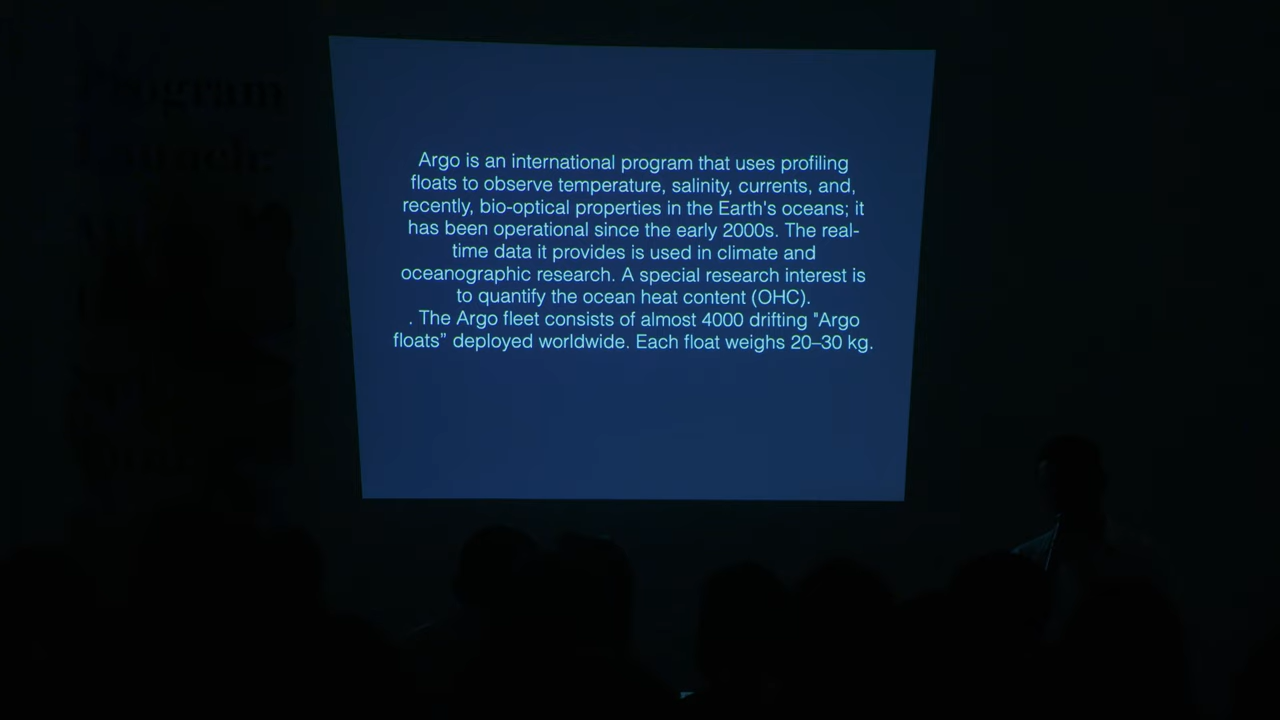 Argo is an international program that uses profiling
floats to observe temperature, salinity, currents, and,
recently, bio-optical properties in the Earth's oceans; it
has been operational since the early 2000s. The real-
time data it provides is used in climate and
oceanographic research. A special research interest is
to quantify the ocean heat content (OHC).
. The Argo fleet consists of almost 4000 drifting "Argo
floats” deployed worldwide. Each float weighs 20–30 kg.